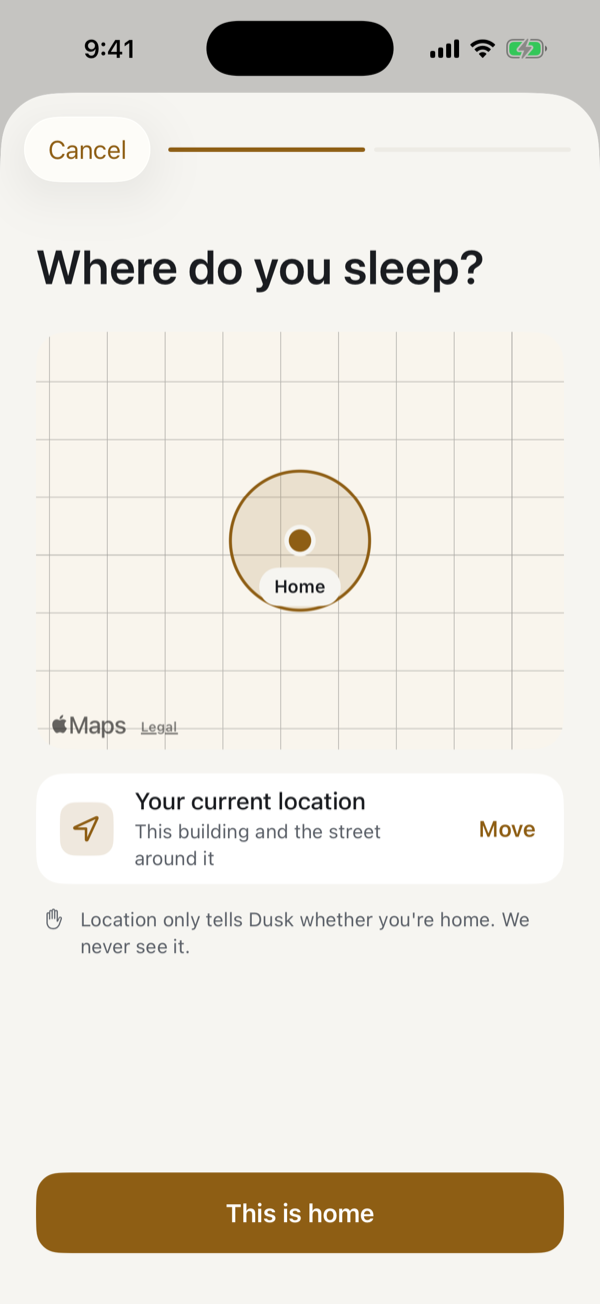 9:41
Cancel
Where do you sleep?
Home
Maps Legal
Your current location
This building and the street
around it
Move
Location only tells Dusk whether you're home. We
never see it.
This is home